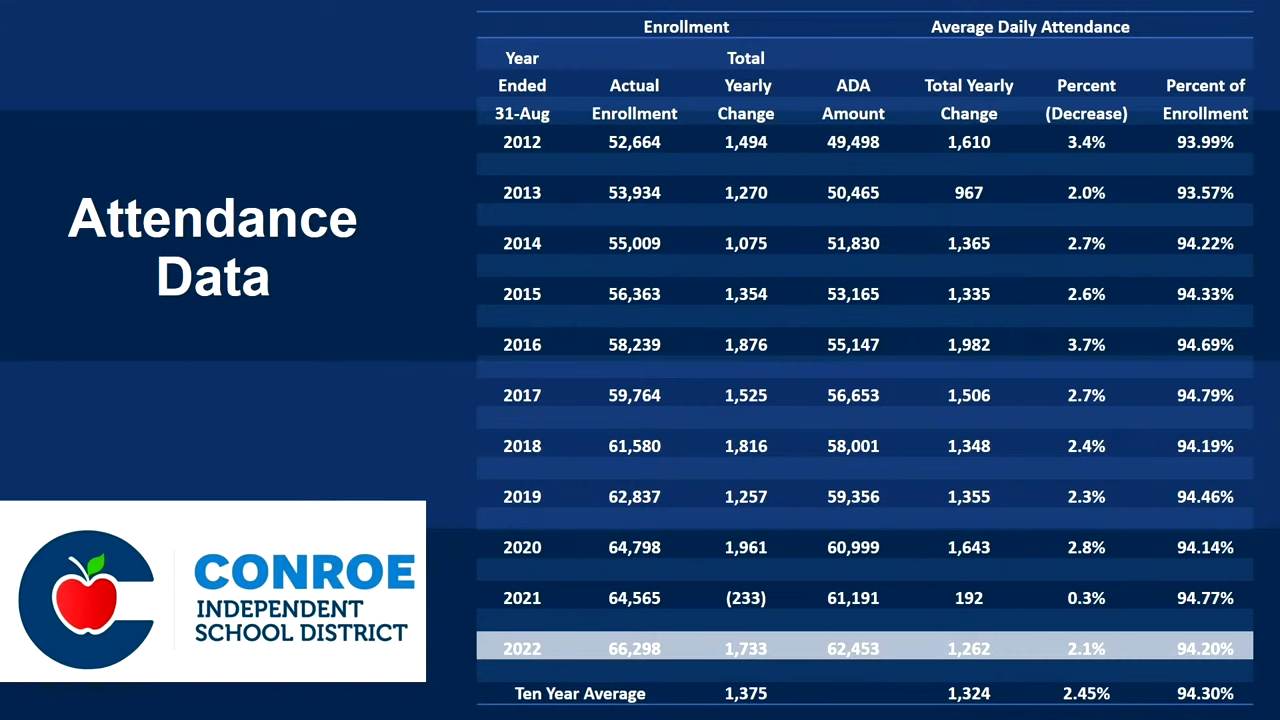 Attendance
Data
CONROE
INDEPENDENT
SCHOOL DISTRICT
Enrollment Average Daily Attendance
Year Total
Ended Actual Yearly ADA Total Yearly Percent Percent of
31-Aug Enrollment Change Amount Change (Decrease) Enrollment
2012 52,664 1,494 49,498 1,610 3.4% 93.99%
2013 53,934 1,270 50,465 967 2.0% 93.57%
2014 55,009 1,075 51,830 1,365 2.7% 94.22%
2015 56,363 1,354 53,165 1,335 2.6% 94.33%
2016 58,239 1,876 55,147 1,982 3.7% 94.69%
2017 59,764 1,525 56,653 1,506 2.7% 94.79%
2018 61,580 1,816 58,001 1,348 2.4% 94.19%
2019 62,837 1,257 59,356 1,355 2.3% 94.46%
2020 64,798 1,961 60,999 1,643 2.8% 94.14%
2021 64,565 (233) 61,191 192 0.3% 94.77%
2022 66,298 1,733 62,453 1,262 2.1% 94.20%
Ten Year Average 1,375 1,324 2.45% 94.30%